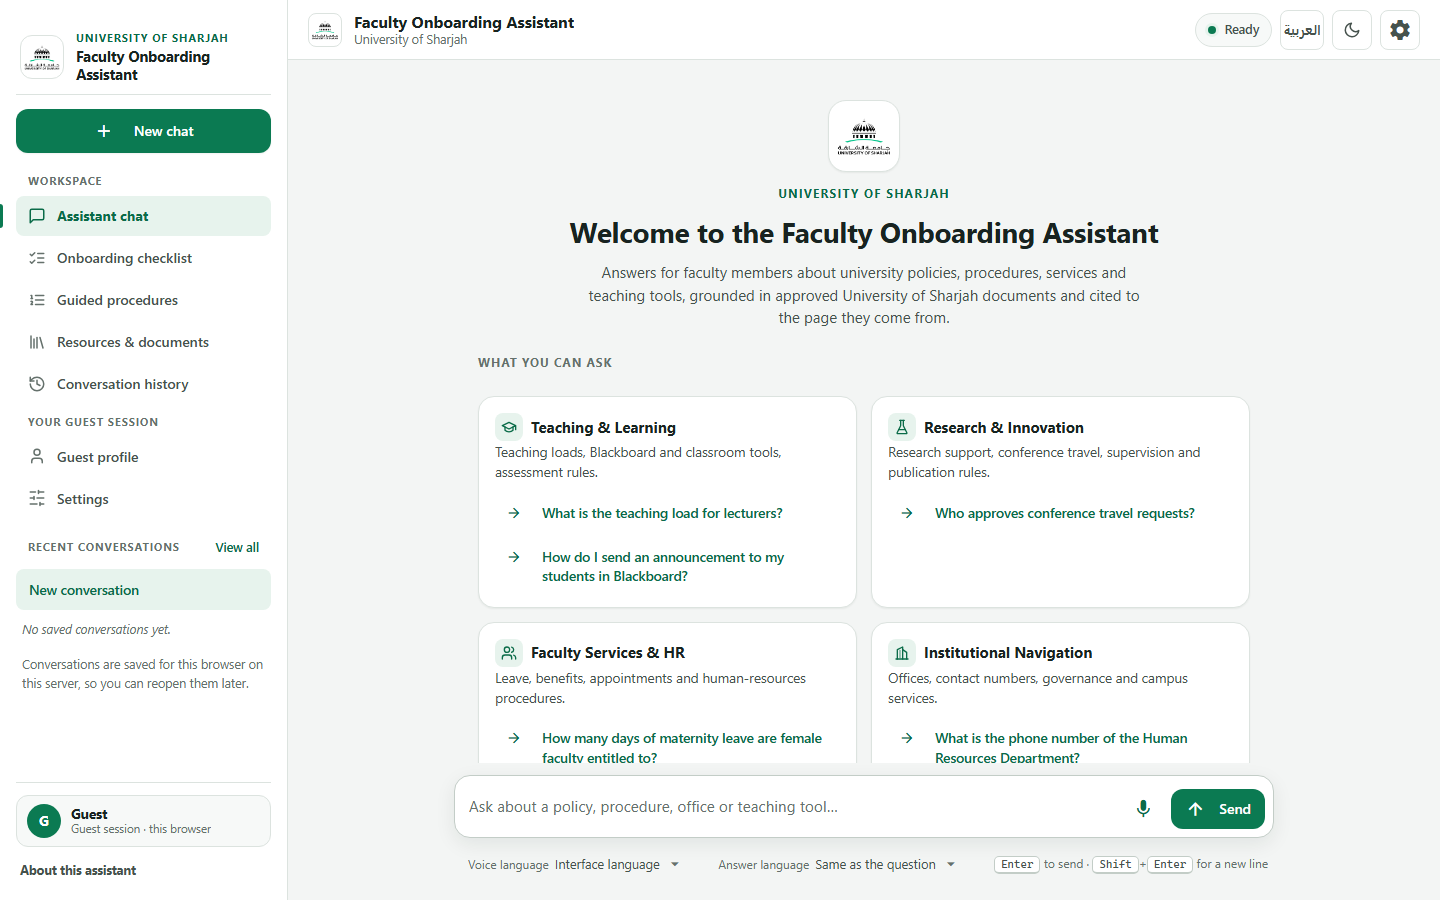 UNIVERSITY OF SHARJAH
Faculty Onboarding
Assistant
New chat
WORKSPACE
Assistant chat
Onboarding checklist
Guided procedures
Resources & documents
Conversation history
YOUR GUEST SESSION
Guest profile
Settings
RECENT CONVERSATIONS View all
New conversation
No saved conversations yet.
Conversations are saved for this browser on
this server, so you can reopen them later.
G
Guest
Guest session · this browser
About this assistant
Faculty Onboarding Assistant
University of Sharjah
Ready
العربية
جامعة الشارقة
UNIVERSITY OF SHARJAH
UNIVERSITY OF SHARJAH
Welcome to the Faculty Onboarding Assistant
Answers for faculty members about university policies, procedures, services and
teaching tools, grounded in approved University of Sharjah documents and cited to
the page they come from.
WHAT YOU CAN ASK
Teaching & Learning
Teaching loads, Blackboard and classroom tools,
assessment rules.
What is the teaching load for lecturers?
How do I send an announcement to my
students in Blackboard?
Research & Innovation
Research support, conference travel, supervision and
publication rules.
Who approves conference travel requests?
Faculty Services & HR
Leave, benefits, appointments and human-resources
procedures.
How many days of maternity leave are female
faculty entitled to?
Institutional Navigation
Offices, contact numbers, governance and campus
services.
What is the phone number of the Human
Resources Department?
Ask about a policy, procedure, office or teaching tool...
Send
Voice language Interface language
Answer language Same as the question
Enter to send · Shift+Enter for a new line